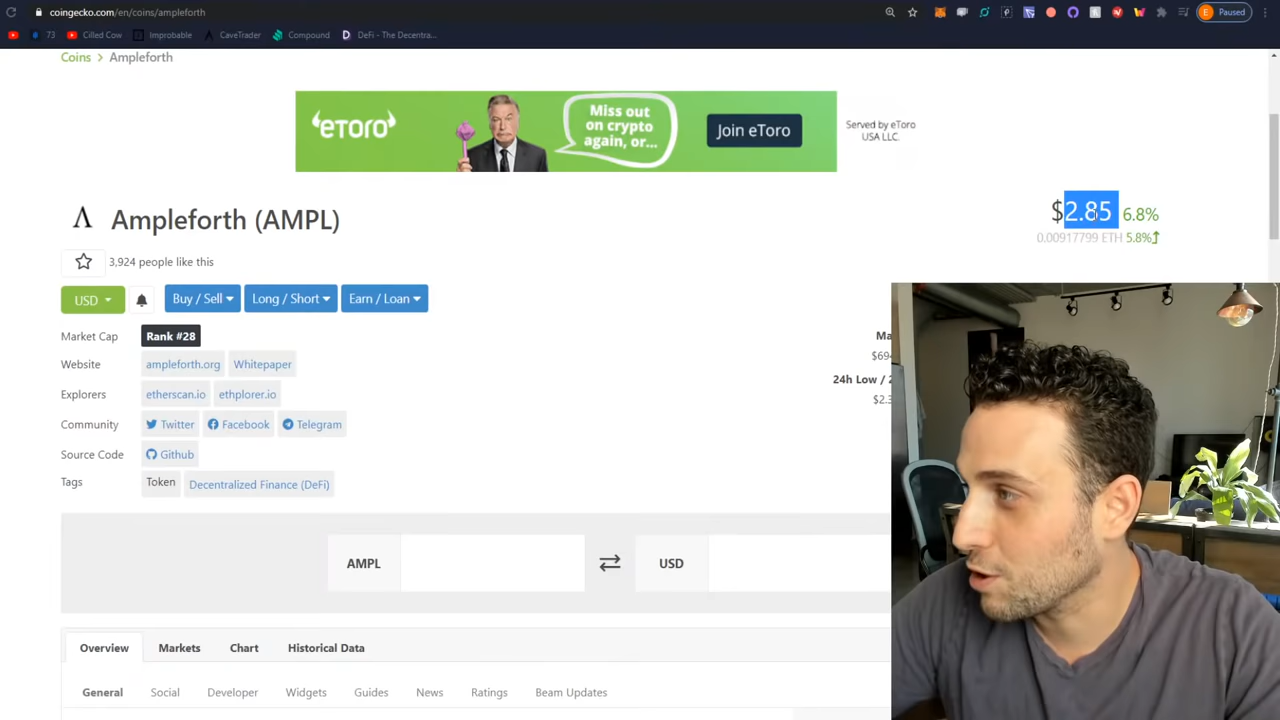 coingecko.com/en/coins/ampleforth
Paused
73
Cilled Cow
Improbable
CaveTrader
Compound
DeFi - The Decentra...
Coins > Ampleforth
eToro
Miss out
on crypto
again, or...
Join eToro
Served by eToro
USA LLC.
Ampleforth (AMPL)
$2.85 6.8%
0.00917799 ETH 5.8%
3,924 people like this
USD
Buy / Sell
Long / Short
Earn / Loan
Market Cap
Rank #28
Website
ampleforth.org
Whitepaper
Explorers
etherscan.io
ethplorer.io
Community
Twitter
Facebook
Telegram
Source Code
Github
Tags
Token
Decentralized Finance (DeFi)
Ma
$694
24h Low / 2
$2.3
AMPL
USD
Overview
Markets
Chart
Historical Data
General
Social
Developer
Widgets
Guides
News
Ratings
Beam Updates